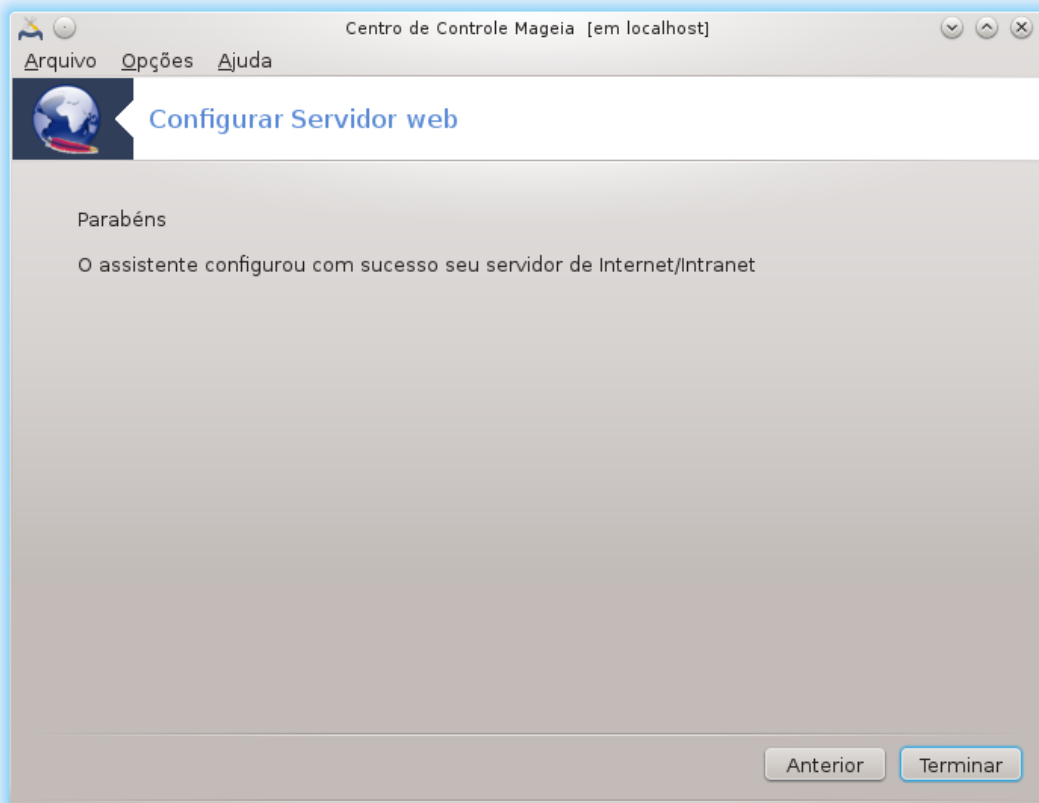 Centro de Controle Mageia [em localhost]
Arquivo Opções Ajuda
Configurar Servidor web
Parabéns
O assistente configurou com sucesso seu servidor de Internet/Intranet
Anterior Terminar